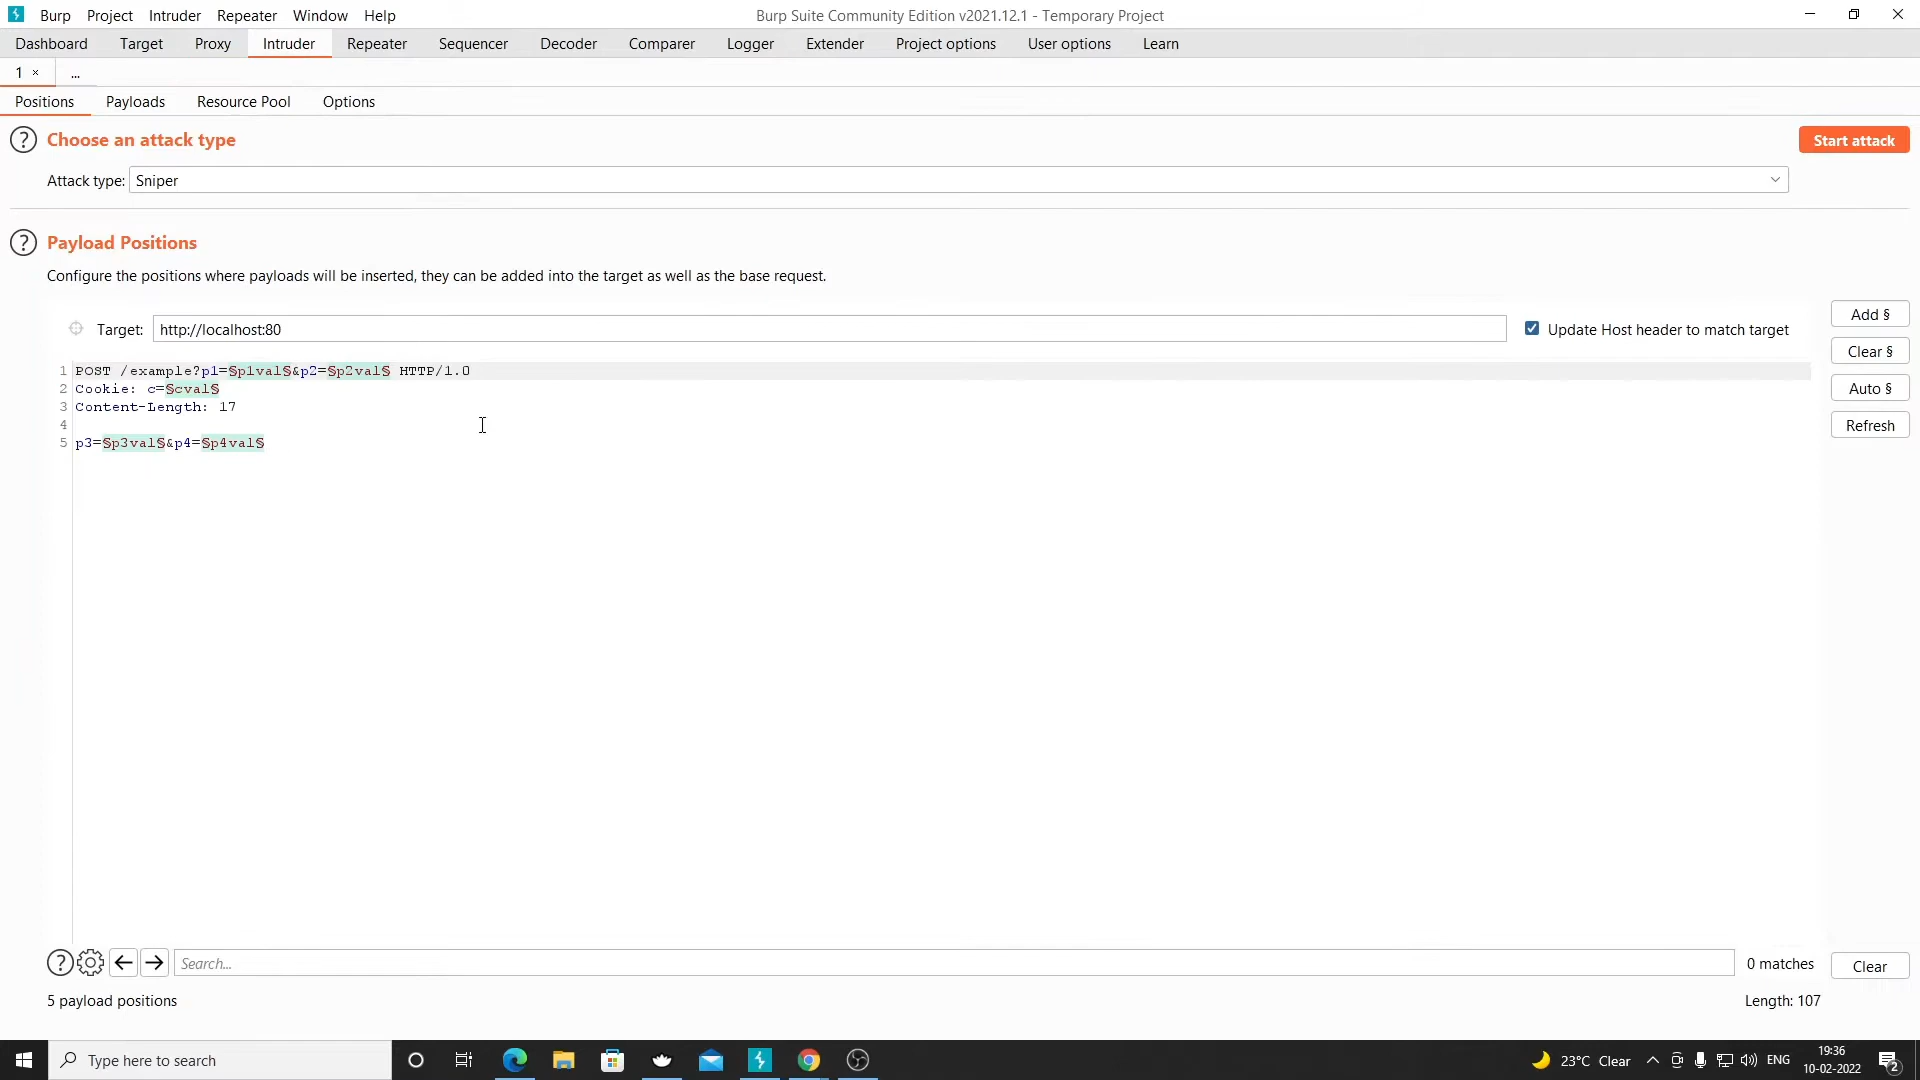 Burp Project Intruder Repeater Window Help Burp Suite Community Edition v2021.12.1 - Temporary Project
Dashboard Target Proxy Intruder Repeater Sequencer Decoder Comparer Logger Extender Project options User options Learn
1 × ...
Positions Payloads Resource Pool Options
? Choose an attack type Start attack
Attack type: Sniper
? Payload Positions
Configure the positions where payloads will be inserted, they can be added into the target as well as the base request.
Target: http://localhost:80 Update Host header to match target
Add §
Clear §
Auto §
Refresh
1 POST /example?p1=§p1val§&p2=§p2val§ HTTP/1.0
2 Cookie: c=§cval§
3 Content-Length: 17
4
5 p3=§p3val§&p4=§p4val§
? Search... 0 matches Clear
5 payload positions Length: 107
Type here to search 23°C Clear ENG 19:36
10-02-2022 2